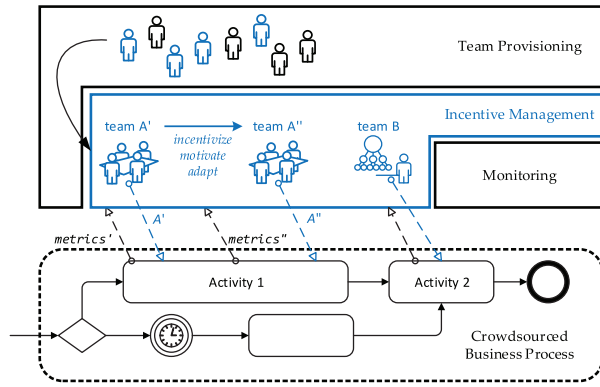 Team Provisioning
Incentive Management
team A'
team A"
team B
incentivize
motivate
adapt
Monitoring
A'
A"
metrics'
metrics"
Activity 1
Activity 2
Crowdsourced
Business Process